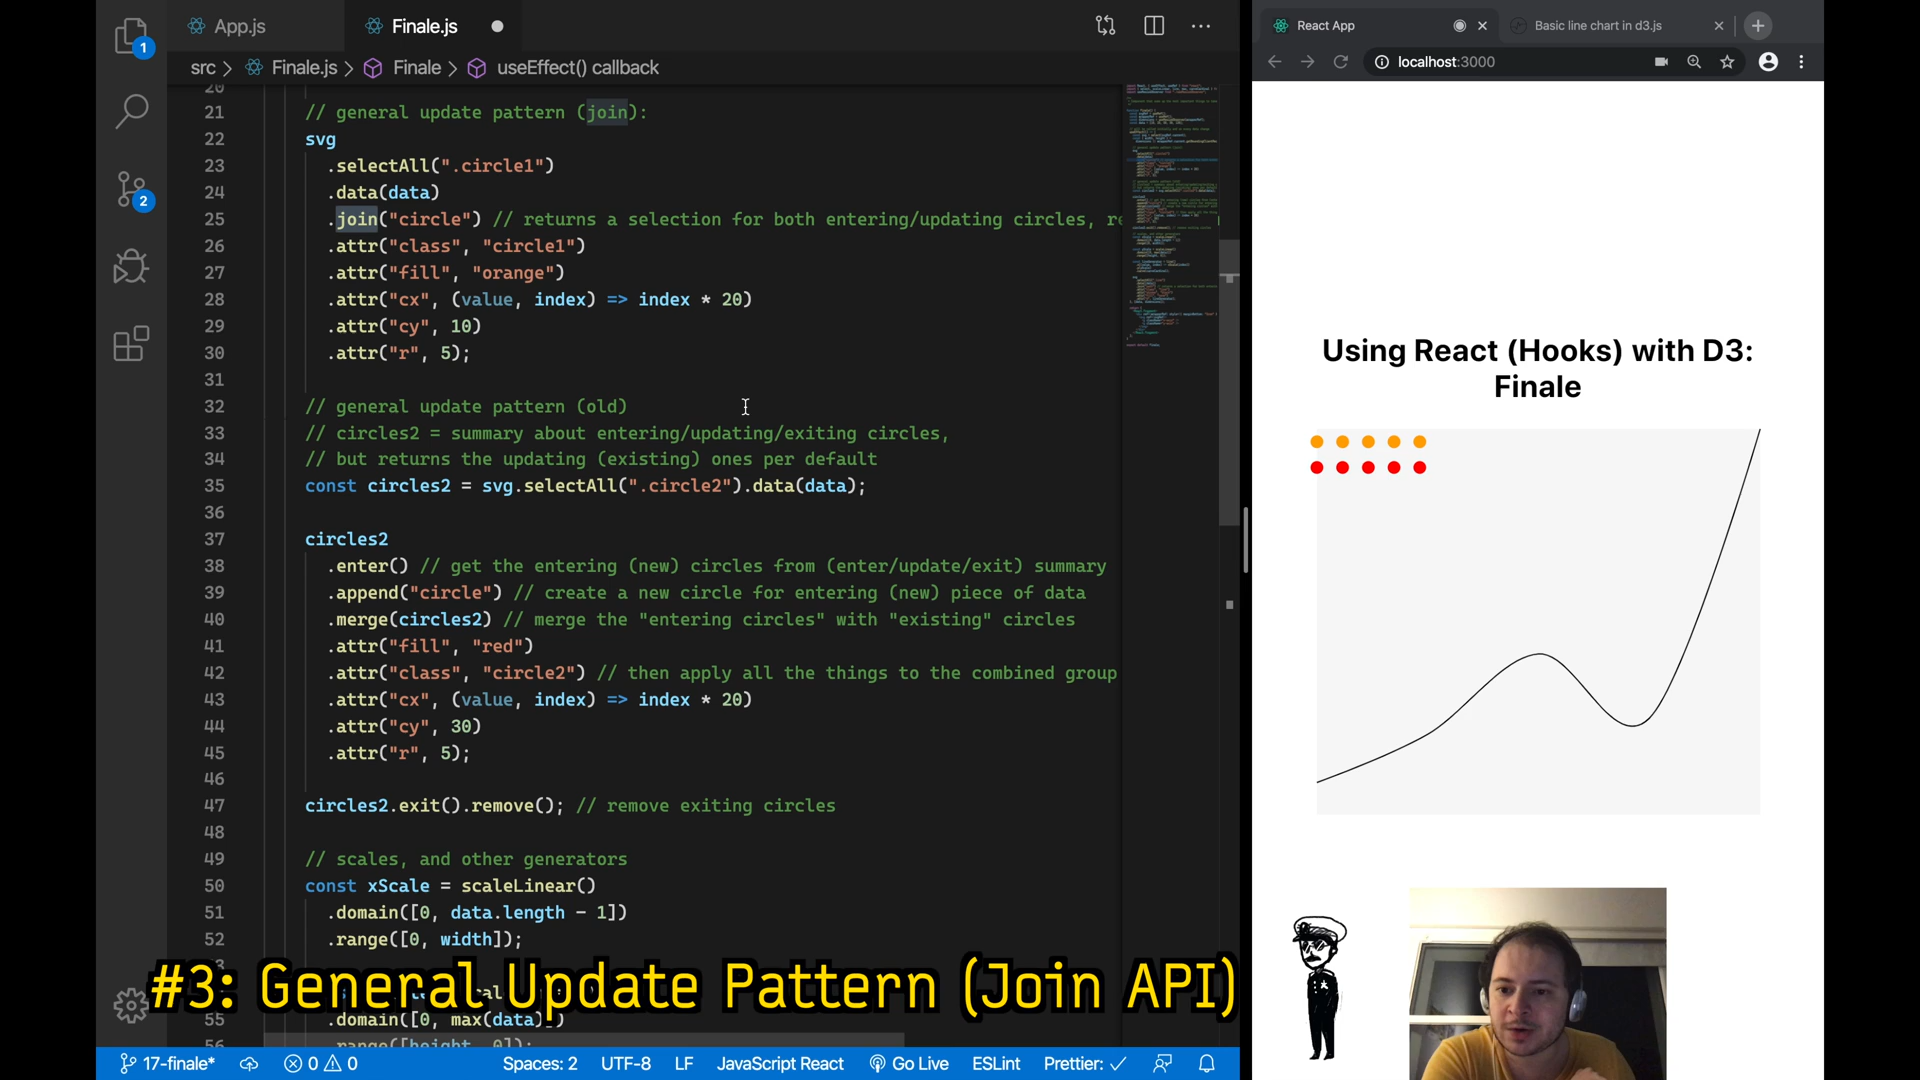 App.js
Finale.js
src > Finale.js > Finale > useEffect() callback
1
2
20
21 // general update pattern (join):
22 svg
23 .selectAll(".circle1")
24 .data(data)
25 .join("circle") // returns a selection for both entering/updating circles, re
26 .attr("class", "circle1")
27 .attr("fill", "orange")
28 .attr("cx", (value, index) => index * 20)
29 .attr("cy", 10)
30 .attr("r", 5);
31
32 // general update pattern (old)
33 // circles2 = summary about entering/updating/exiting circles,
34 // but returns the updating (existing) ones per default
35 const circles2 = svg.selectAll(".circle2").data(data);
36
37 circles2
38 .enter() // get the entering (new) circles from (enter/update/exit) summary
39 .append("circle") // create a new circle for entering (new) piece of data
40 .merge(circles2) // merge the "entering circles" with "existing" circles
41 .attr("fill", "red")
42 .attr("class", "circle2") // then apply all the things to the combined group
43 .attr("cx", (value, index) => index * 20)
44 .attr("cy", 30)
45 .attr("r", 5);
46
47 circles2.exit().remove(); // remove exiting circles
48
49 // scales, and other generators
50 const xScale = scaleLinear()
51 .domain([0, data.length - 1])
52 .range([0, width]);
#3: General Update Pattern (Join API)
55 .domain([0, max(data)])
56 .range([height, 0]);
17-finale*
0 0
Spaces: 2
UTF-8
LF
JavaScript React
Go Live
ESLint
Prettier: ✓
React App
Basic line chart in d3.js
localhost:3000
Using React (Hooks) with D3:
Finale